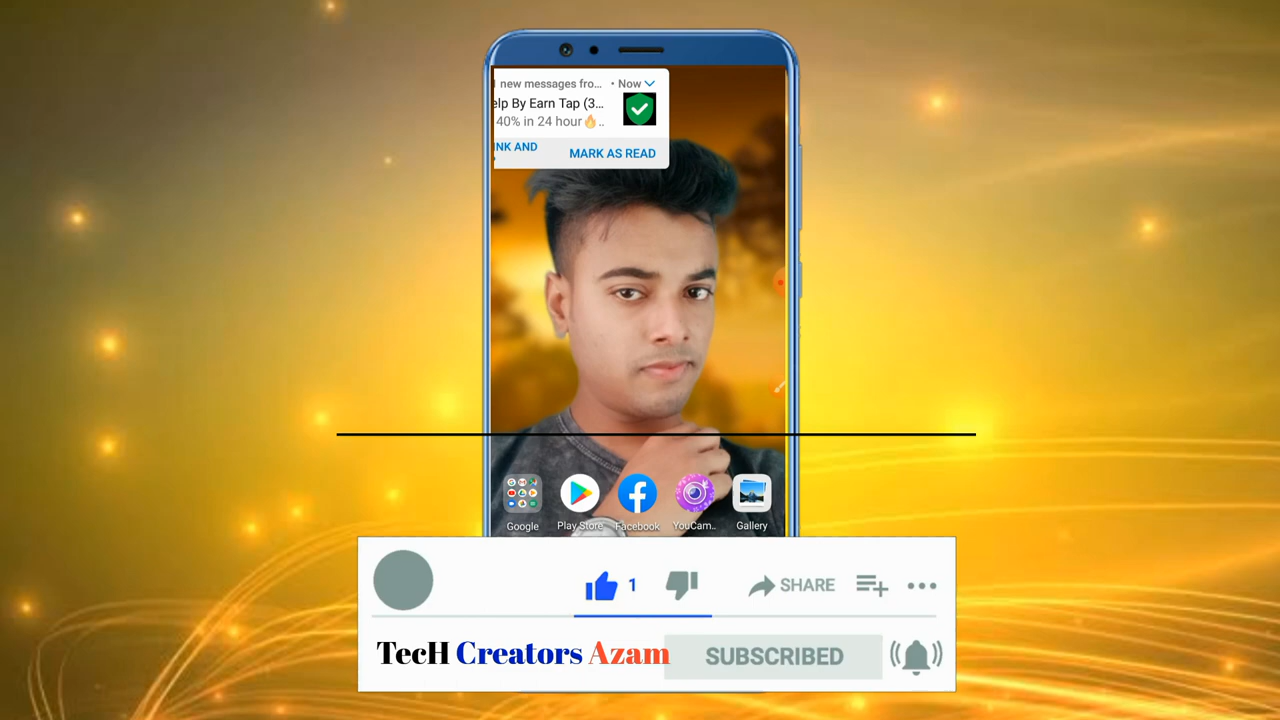 new messages fro... • Now
elp By Earn Tap (3...
40% in 24 hour🔥..
INK AND
MARK AS READ
Google
Play Store
Facebook
YouCam..
Gallery
1
SHARE
TecH Creators Azam
SUBSCRIBED